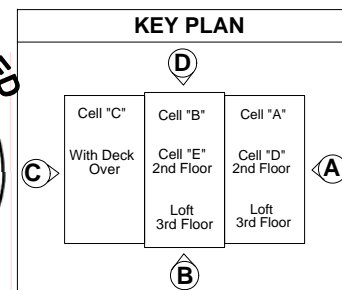 KEY PLAN
ED
D
Cell "C"
Cell "B"
Cell "A"
With Deck
Over
Cell "E"
2nd Floor
Cell "D"
2nd Floor
C
A
Loft
3rd Floor
Loft
3rd Floor
B